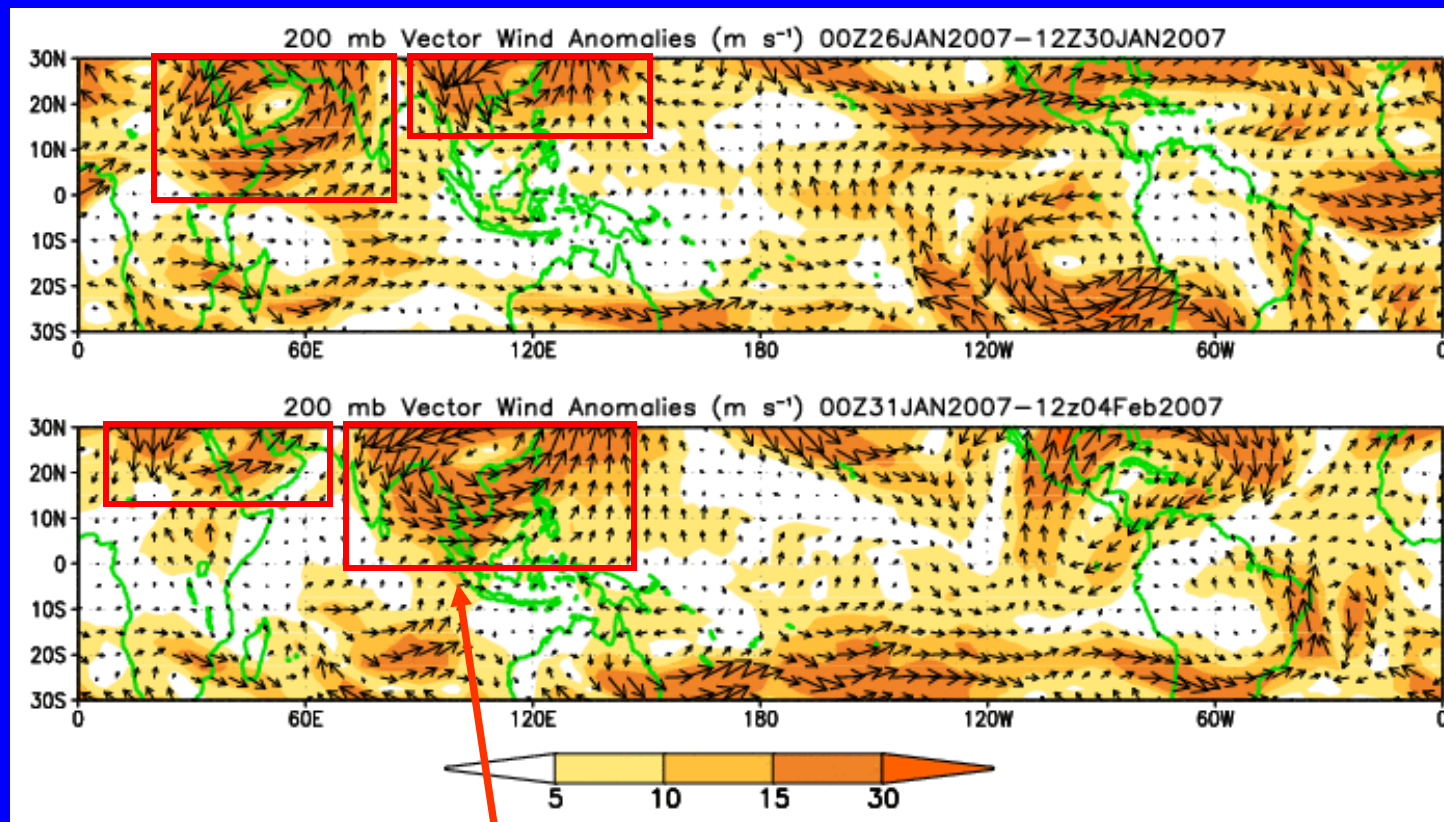 200 mb Vector Wind Anomalies (m s⁻¹) 00Z26JAN2007–12Z30JAN2007
30N
20N
10N
0
10S
20S
30S
0 60E 120E 180 120W 60W 0
200 mb Vector Wind Anomalies (m s⁻¹) 00Z31JAN2007–12z04Feb2007
30N
20N
10N
0
10S
20S
30S
0 60E 120E 180 120W 60W 0
5 10 15 30